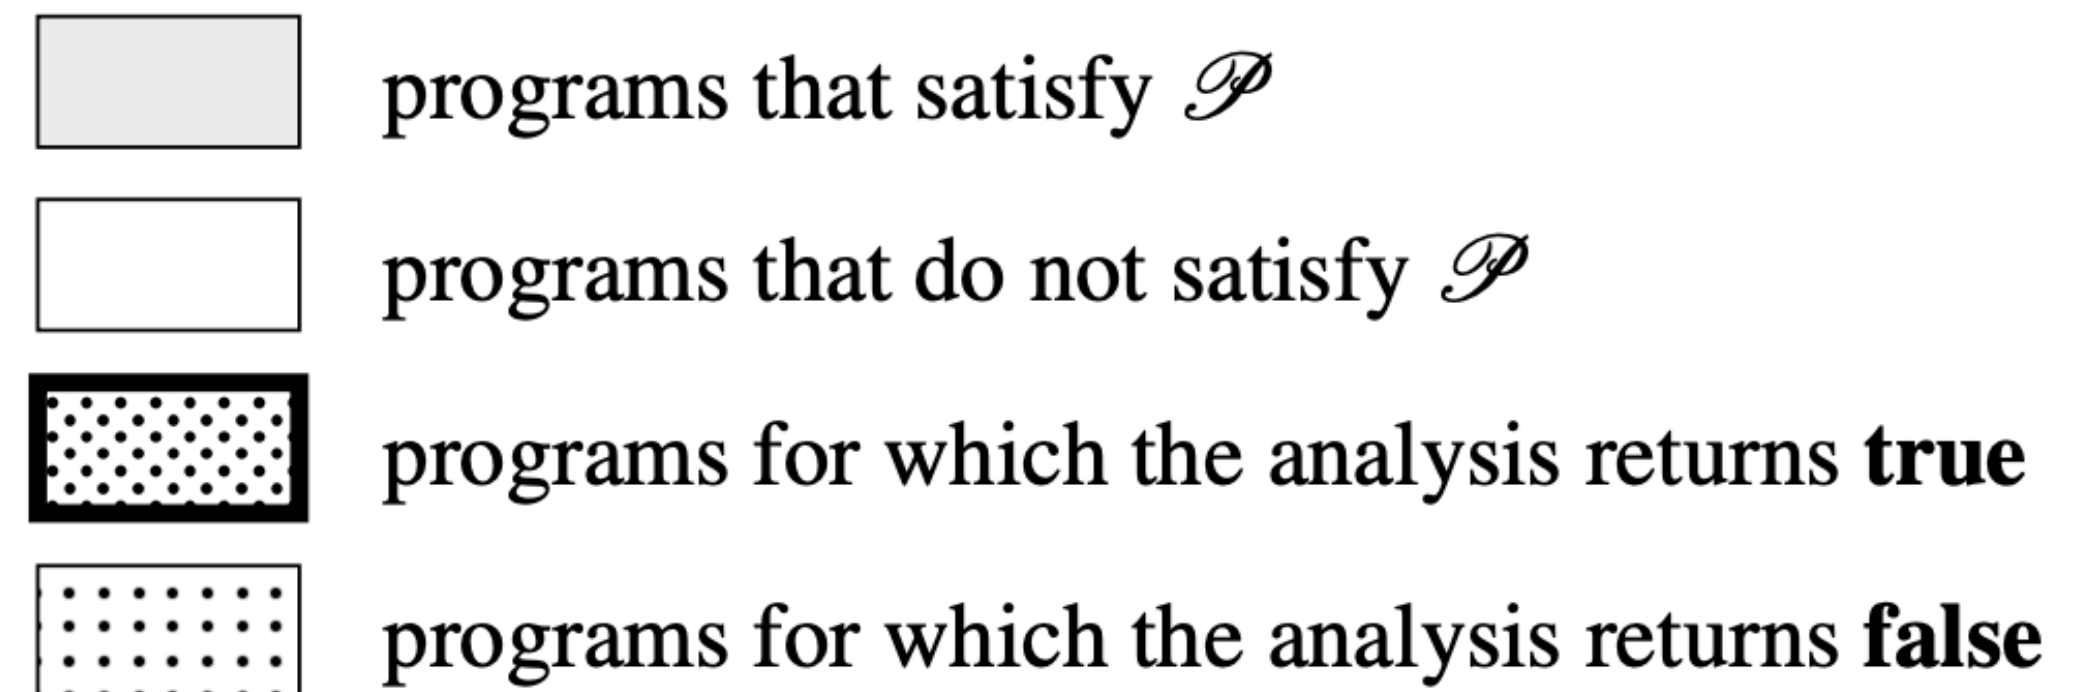 programs that satisfy 𝒫
programs that do not satisfy 𝒫
programs for which the analysis returns true
programs for which the analysis returns false